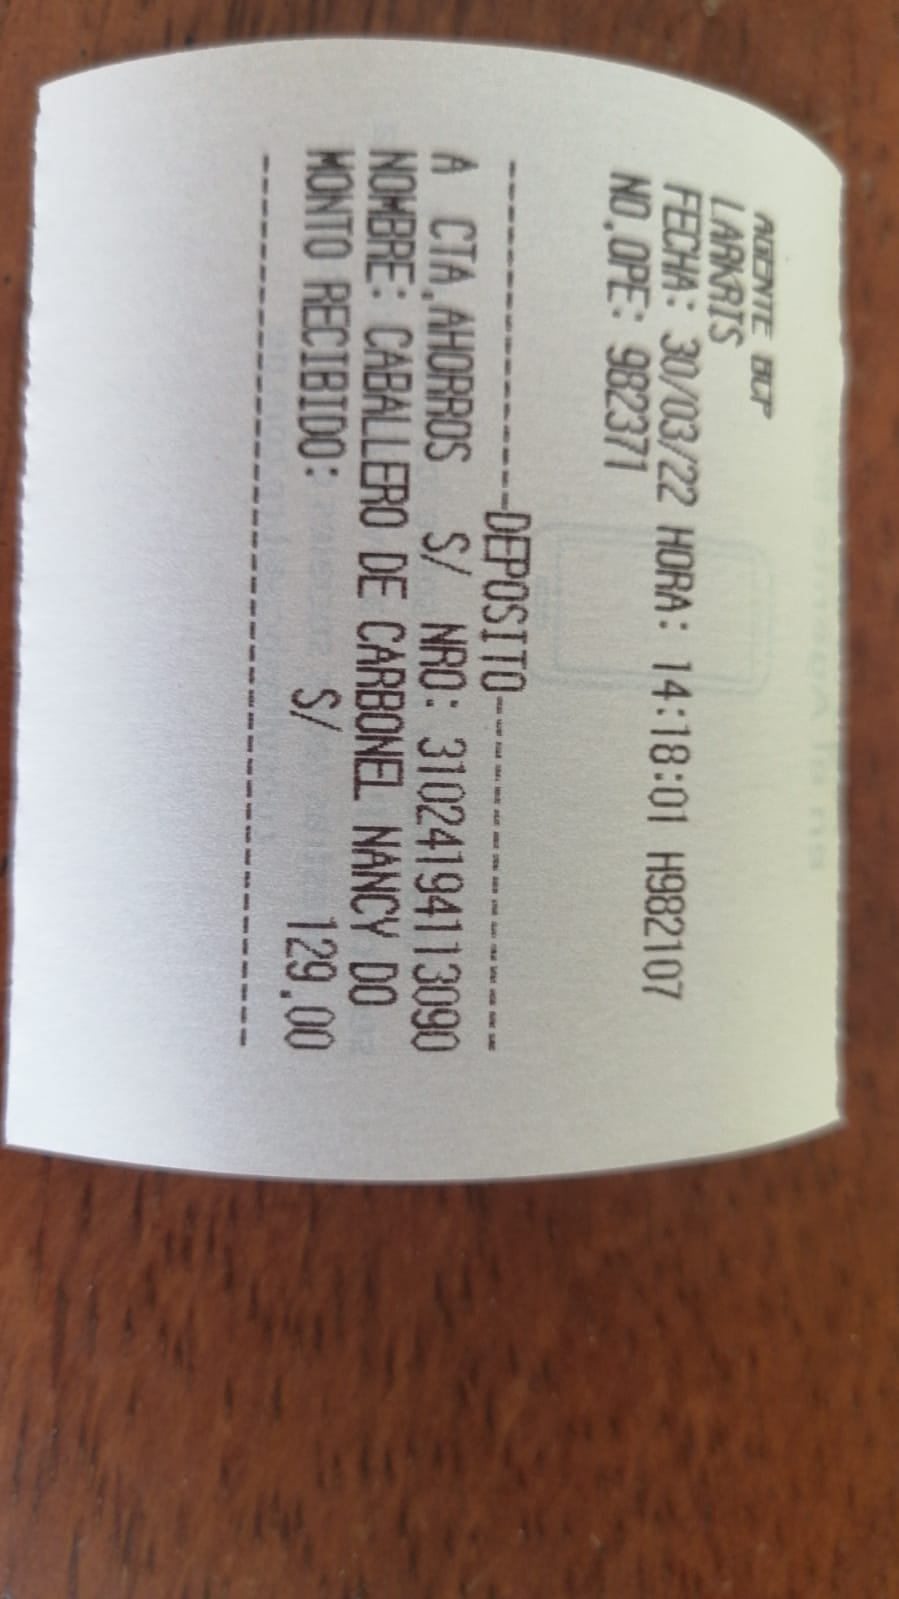 AGENTE BCP
LARKRIS
FECHA: 30/03/22 HORA: 14:18:01 H982107
NO.OPE: 982371
----------------DEPOSITO----------------
A CTA.AHORROS S/ NRO: 31024194113090
NOMBRE: CABALLERO DE CARBONEL NANCY DO
MONTO RECIBIDO: S/ 129.00
----------------------------------------